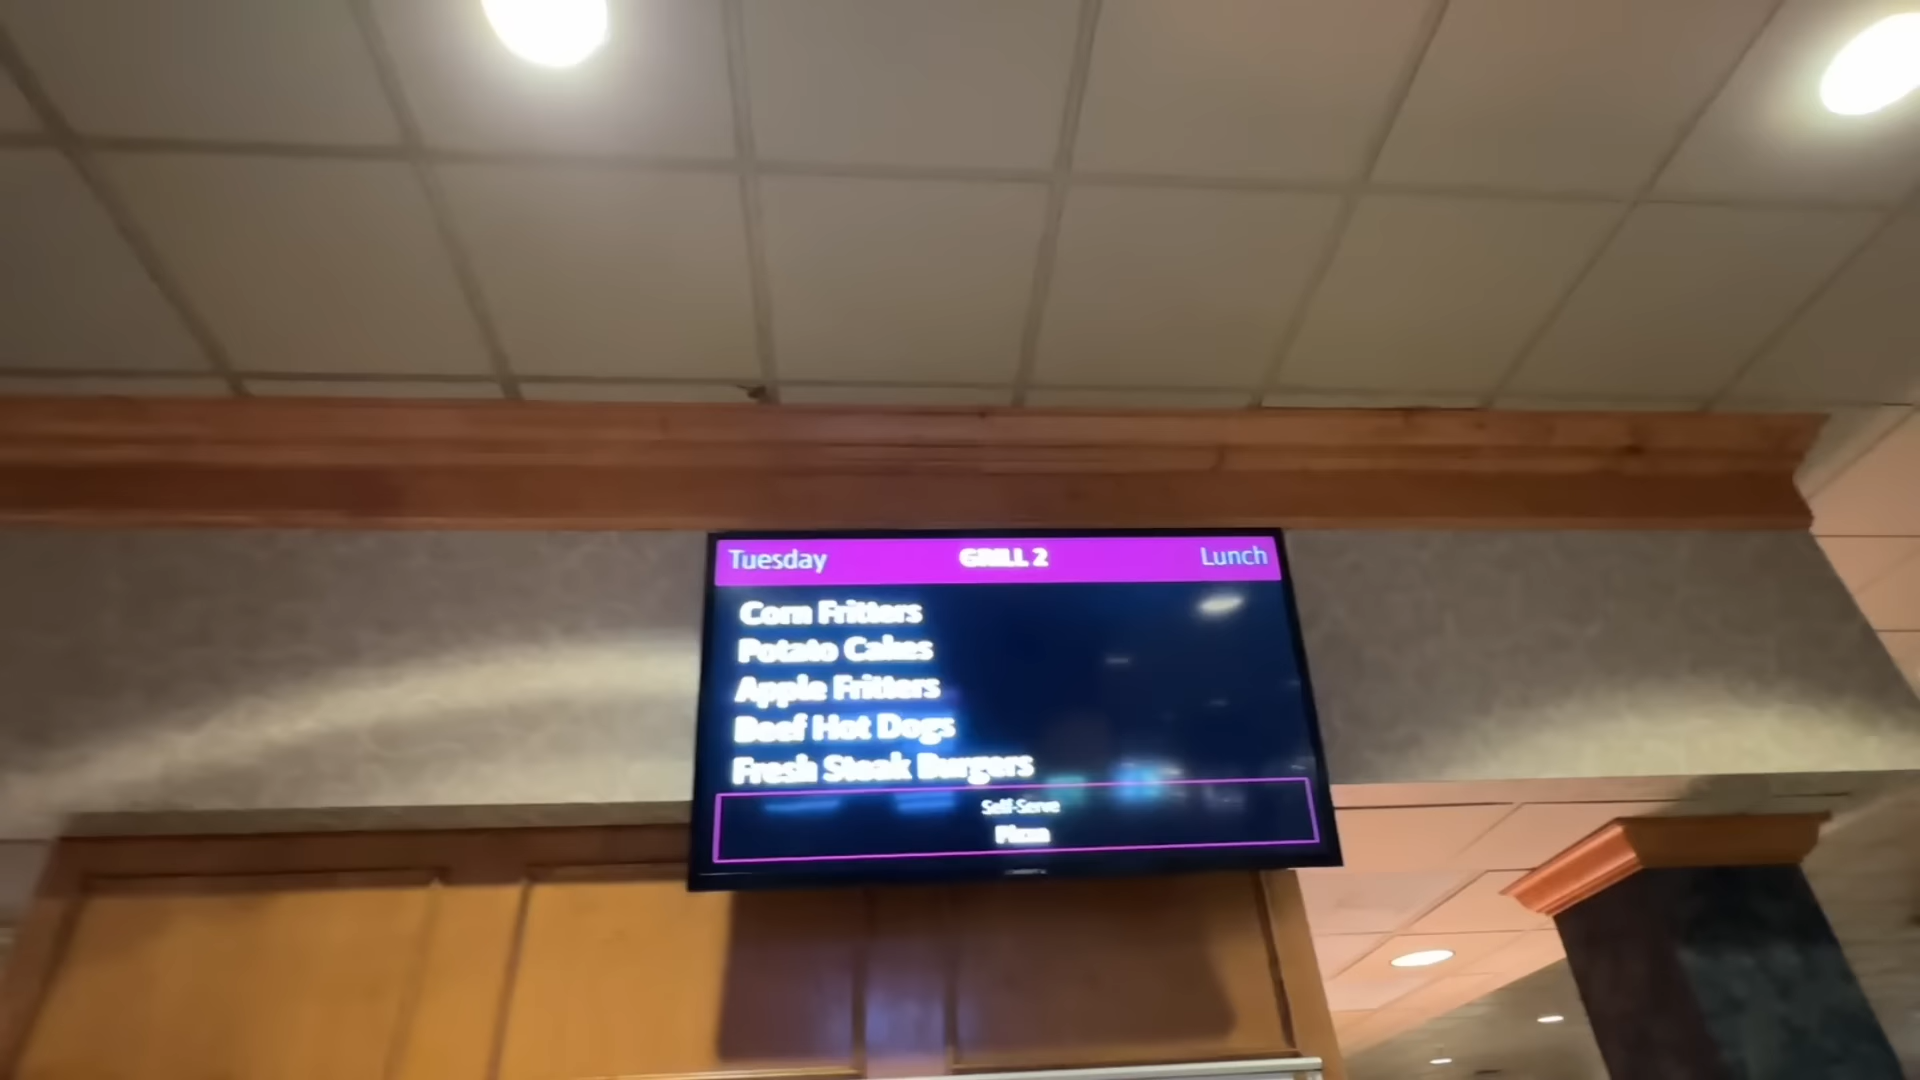 Tuesday GRILL 2 Lunch
Corn Fritters
Potato Cakes
Apple Fritters
Beef Hot Dogs
Fresh Steak Burgers
Self-Serve
Pizza